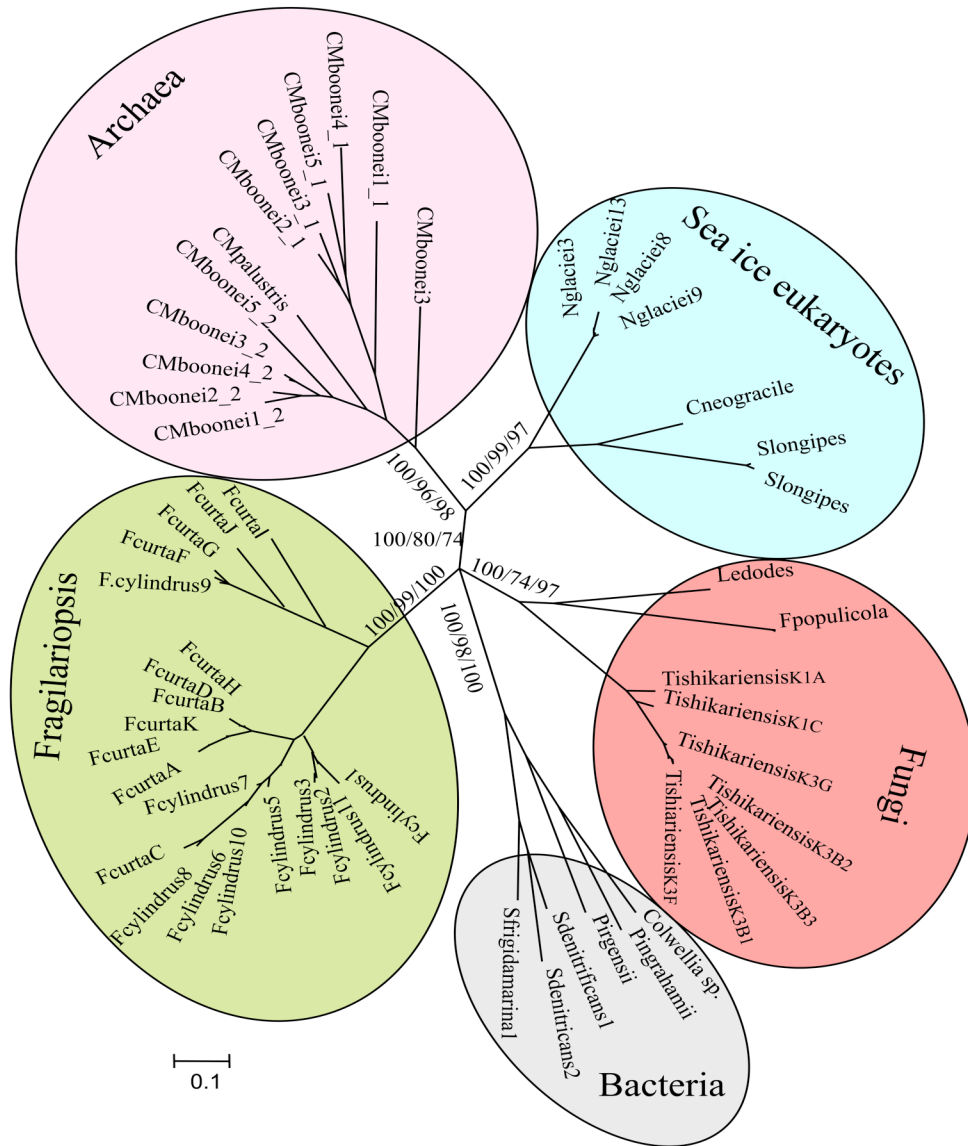 Archaea
CMboonei4_1
CMboonei5_1
CMboonei1_1
CMboonei3_1
CMboonei2_1
CMboonei3
CMpalustris
CMboonei5_2
CMboonei3_2
CMboonei4_2
CMboonei2_2
CMboonei1_2
Sea ice eukaryotes
Nglaciei3
Nglaciei13
Nglaciei8
Nglaciei9
Cneogracile
Slongipes
Slongipes
100/99/97
100/96/98
100/80/74
100/99/100
100/74/97
100/98/100
Fragilariopsis
FcurtaI
FcurtaJ
FcurtaG
FcurtaF
F.cylindrus9
FcurtaH
FcurtaD
FcurtaB
FcurtaK
FcurtaE
FcurtaA
Fcylindrus7
FcurtaC
Fcylindrus8
Fcylindrus6
Fcylindrus10
Fcylindrus5
Fcylindrus3
Fcylindrus2
Fcylindrus11
Fcylindrus1
Fungi
Ledodes
Fpopulicola
TishikariensisK1A
TishikariensisK1C
TishikariensisK3G
TishikariensisK3B2
TishikariensisK3B3
TishikariensisK3B1
TishiariensisK3F
Colwellia sp.
Pingrahamii
Pirgensii
Sdenitrificans1
Sdenitricans2
Sfrigidamarina1
Bacteria
0.1